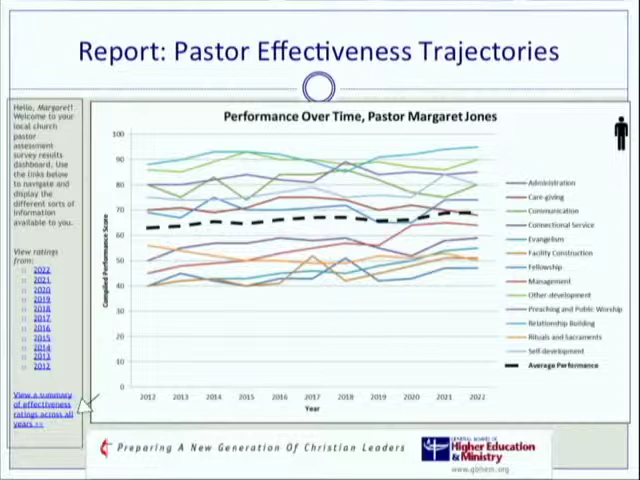 Report: Pastor Effectiveness Trajectories
Hello, Margaret!
Welcome to your
local church
pastor
assessment
survey results
dashboard. Use
the links below
to navigate and
display the
different sorts of
information
available to you.
View ratings
from:
2022
2021
2020
2019
2018
2017
2016
2015
2014
2013
2012
View a summary
of effectiveness
ratings across all
years >>
Performance Over Time, Pastor Margaret Jones
Compiled Performance Score
100
90
80
70
60
50
40
30
20
10
0
2012 2013 2014 2015 2016 2017 2018 2019 2020 2021 2022
Year
Administration
Care-giving
Communication
Connectional Service
Evangelism
Facility Construction
Fellowship
Management
Other-development
Preaching and Public Worship
Relationship Building
Rituals and Sacraments
Self-development
Average Performance
Preparing A New Generation Of Christian Leaders
GENERAL BOARD OF
Higher Education
& Ministry
www.gbhem.org